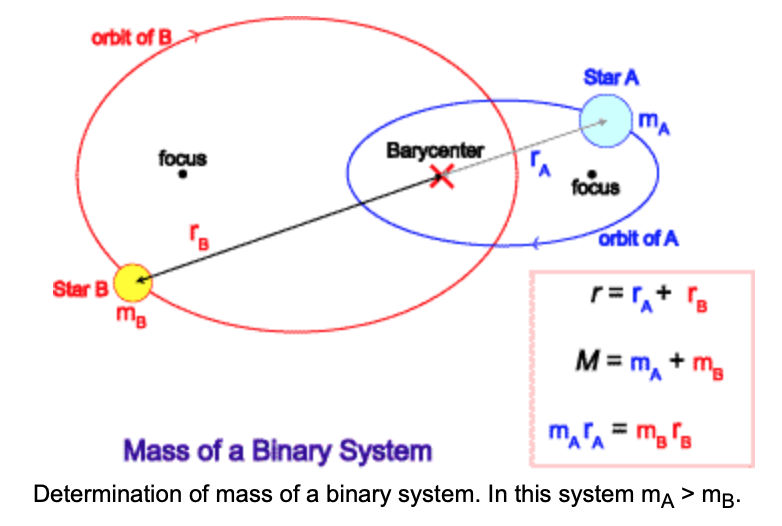 orbit of B
Star A
m_A
Barycenter
focus
r_A
focus
r_B
orbit of A
Star B
m_B
r = r_A + r_B
M = m_A + m_B
m_A r_A = m_B r_B
Mass of a Binary System
Determination of mass of a binary system. In this system m_A > m_B.